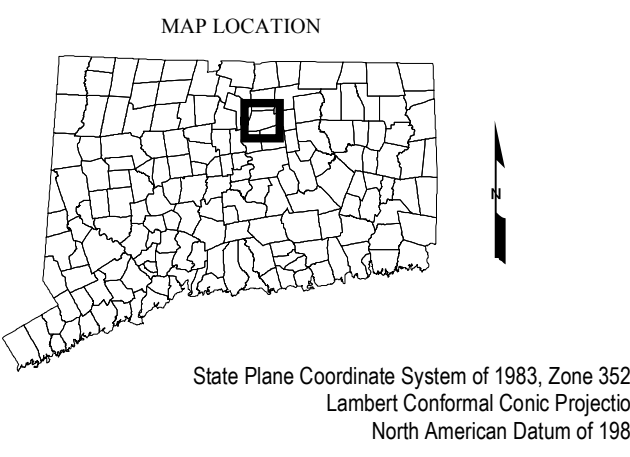 MAP LOCATION
N
State Plane Coordinate System of 1983, Zone 352
Lambert Conformal Conic Projectio
North American Datum of 198